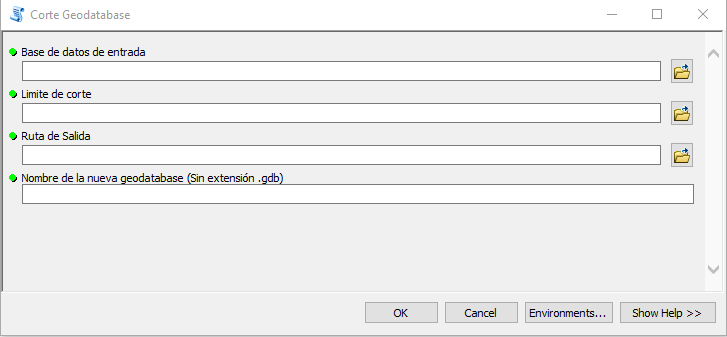 Corte Geodatabase
Base de datos de entrada
Limite de corte
Ruta de Salida
Nombre de la nueva geodatabase (Sin extensión .gdb)
OK Cancel Environments... Show Help >>